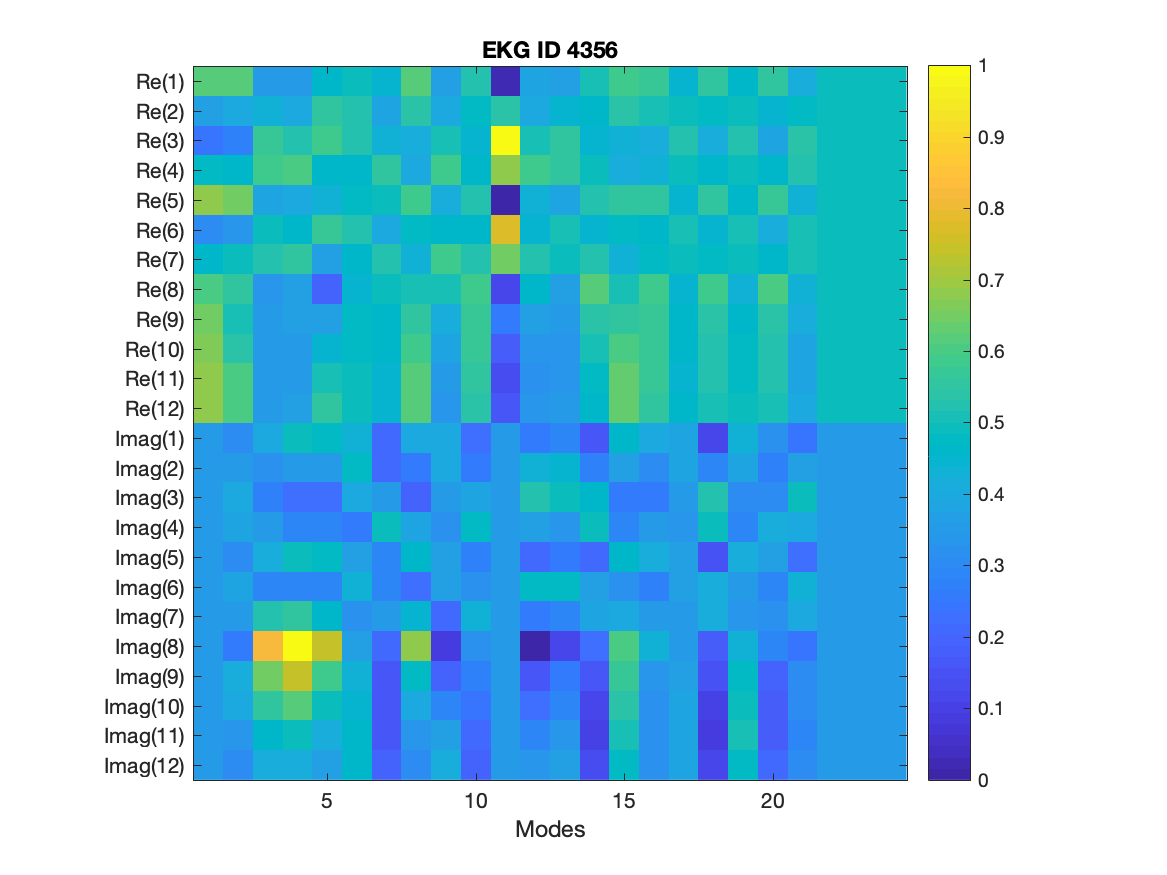 EKG ID 4356
Re(1)
Re(2)
Re(3)
Re(4)
Re(5)
Re(6)
Re(7)
Re(8)
Re(9)
Re(10)
Re(11)
Re(12)
Imag(1)
Imag(2)
Imag(3)
Imag(4)
Imag(5)
Imag(6)
Imag(7)
Imag(8)
Imag(9)
Imag(10)
Imag(11)
Imag(12)
5 10 15 20
Modes
1
0.9
0.8
0.7
0.6
0.5
0.4
0.3
0.2
0.1
0